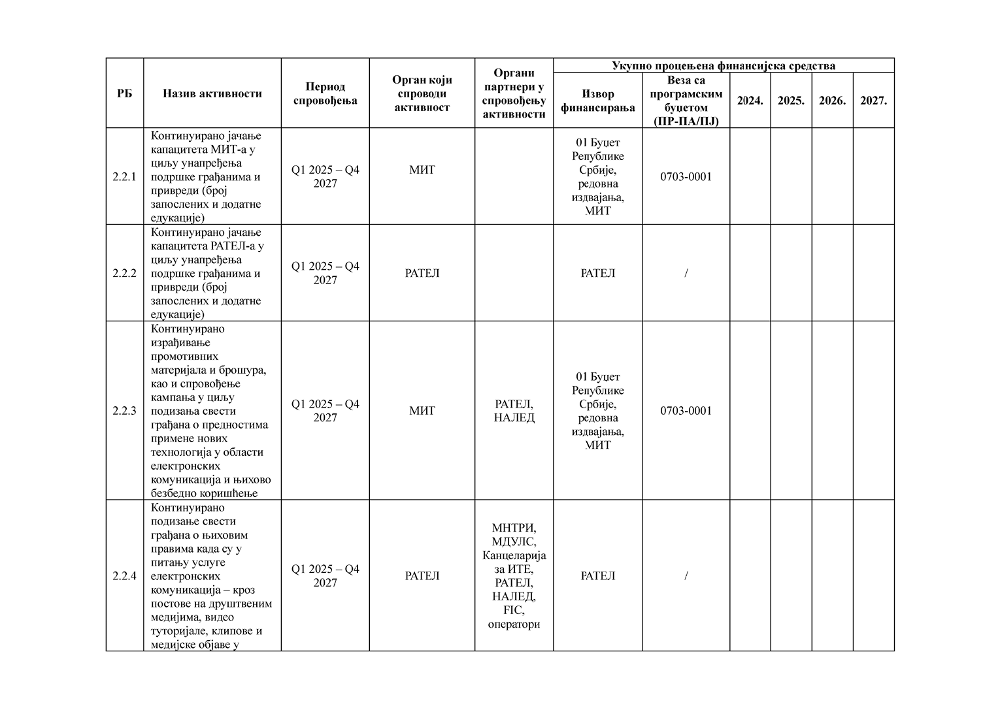 Укупно процењена финансијска средства
РБ
Назив активности
Период
спровођења
Орган који
спроводи
активност
Органи
партнери у
спровођењу
активности
Извор
финансирања
Веза са
програмским
буџетом
(ПР-ПА/ПЈ)
2024.
2025.
2026.
2027.
2.2.1
Континуирано јачање
капацитета МИТ-а у
циљу унапређења
подршке грађанима и
привреди (број
запослених и додатне
едукације)
Q1 2025 – Q4
2027
МИТ
01 Буџет
Републике
Србије,
редовна
издвајања,
МИТ
0703-0001
2.2.2
Континуирано јачање
капацитета РАТЕЛ-а у
циљу унапређења
подршке грађанима и
привреди (број
запослених и додатне
едукације)
Q1 2025 – Q4
2027
РАТЕЛ
РАТЕЛ
/
2.2.3
Континуирано
израђивање
промотивних
материјала и брошура,
као и спровођење
кампања у циљу
подизања свести
грађана о предностима
примене нових
технологија у области
електронских
комуникација и њихово
безбедно коришћење
Q1 2025 – Q4
2027
МИТ
РАТЕЛ,
НАЛЕД
01 Буџет
Републике
Србије,
редовна
издвајања,
МИТ
0703-0001
2.2.4
Континуирано
подизање свести
грађана о њиховим
правима када су у
питању услуге
електронских
комуникација – кроз
постове на друштвеним
медијима, видео
туторијале, клипове и
медијске објаве у
Q1 2025 – Q4
2027
РАТЕЛ
МНТРИ,
МДУЛС,
Канцеларија
за ИТЕ,
РАТЕЛ,
НАЛЕД,
FIC,
оператори
РАТЕЛ
/